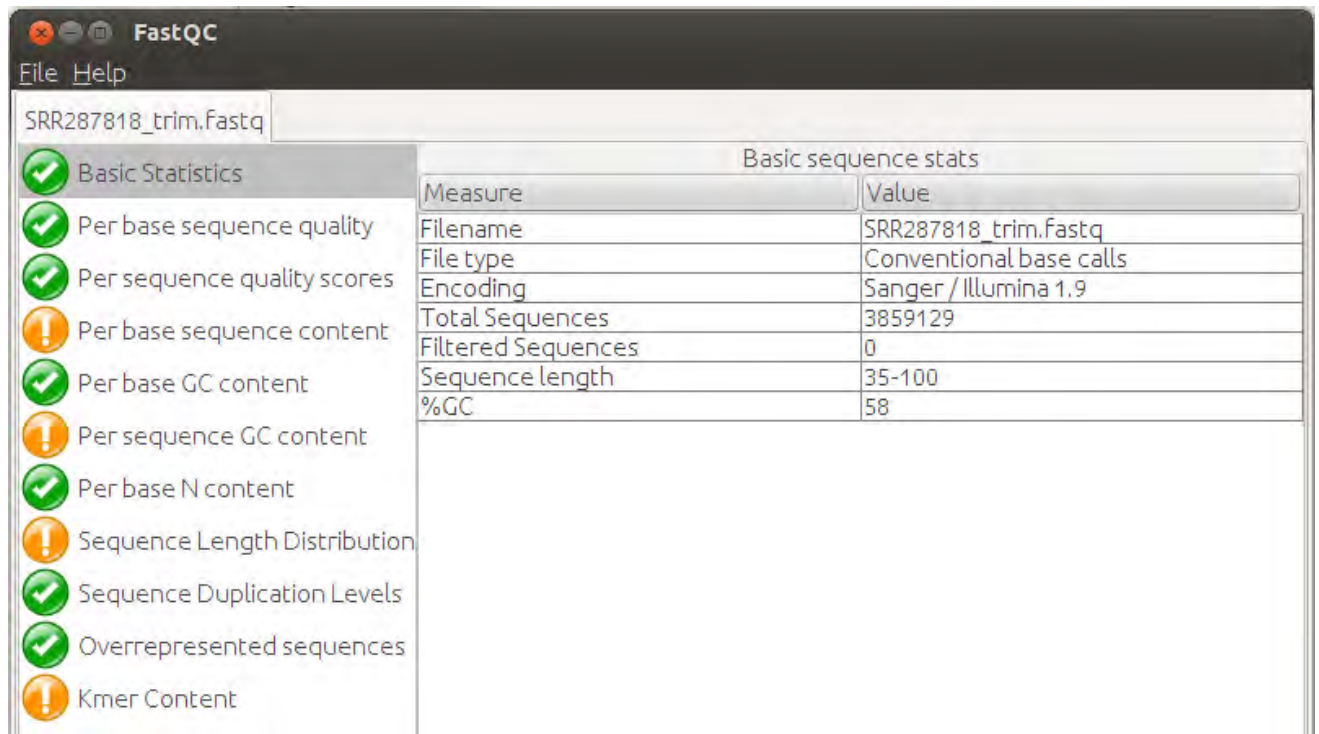 FastQC
File Help
SRR287818_trim.fastq
Basic Statistics
Per base sequence quality
Per sequence quality scores
Per base sequence content
Per base GC content
Per sequence GC content
Per base N content
Sequence Length Distribution
Sequence Duplication Levels
Overrepresented sequences
Kmer Content
Basic sequence stats
Measure Value
Filename SRR287818_trim.fastq
File type Conventional base calls
Encoding Sanger / Illumina 1.9
Total Sequences 3859129
Filtered Sequences 0
Sequence length 35-100
%GC 58